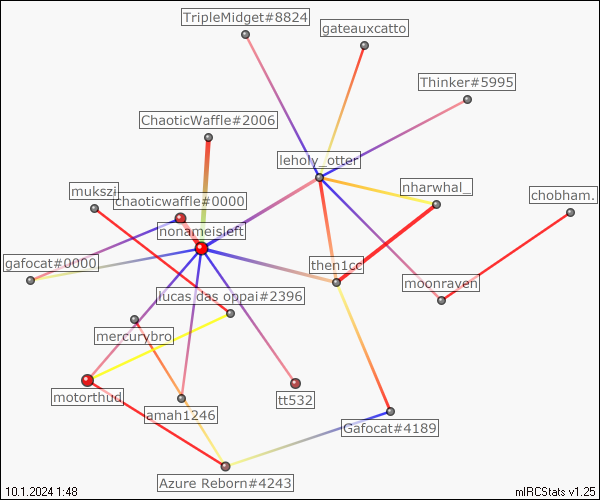 TripleMidget#8824
gateauxcatto
Thinker#5995
ChaoticWaffle#2006
leholy_otter
mukszi
chaoticwaffle#0000
nharwhal_
chobham.
nonameisleft
gafocat#0000
then1cc
moonraven
lucas das oppai#2396
mercurybro
motorthud
amah1246
tt532
Gafocat#4189
Azure Reborn#4243
10.1.2024 1:48
mIRCStats v1.25